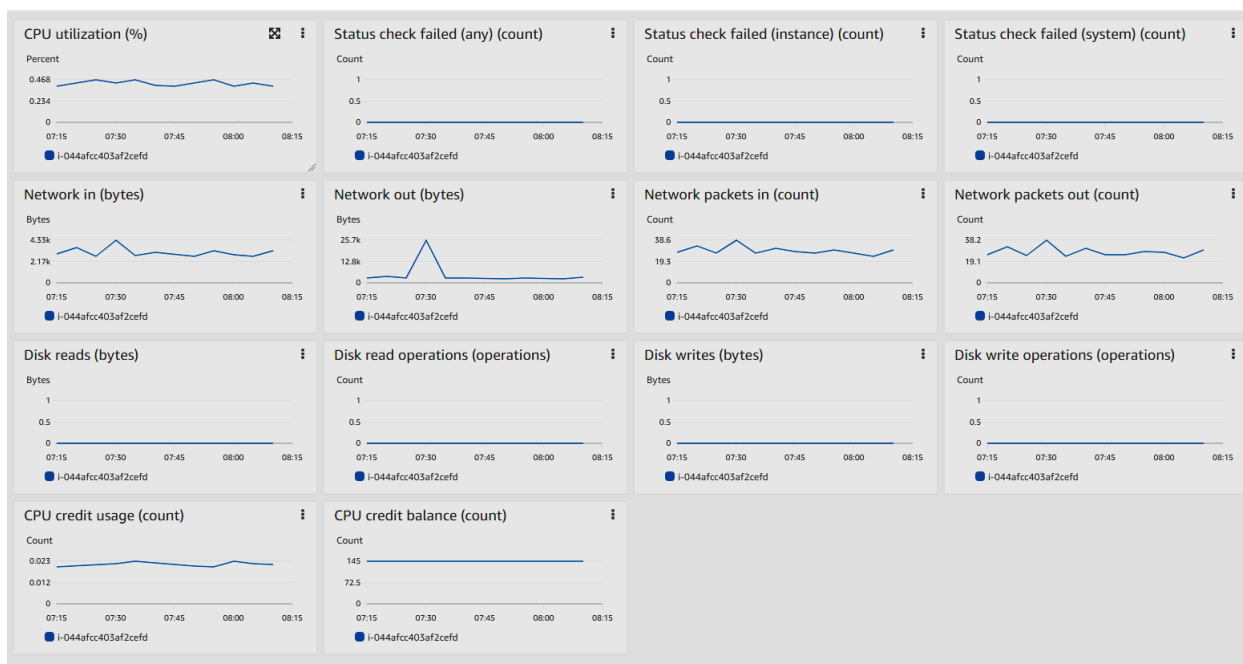 CPU utilization (%)
Percent
0.468
0.234
0
07:15 07:30 07:45 08:00 08:15
i-044afcc403af2cefd
Status check failed (any) (count)
Count
1
0.5
0
07:15 07:30 07:45 08:00 08:15
i-044afcc403af2cefd
Status check failed (instance) (count)
Count
1
0.5
0
07:15 07:30 07:45 08:00 08:15
i-044afcc403af2cefd
Status check failed (system) (count)
Count
1
0.5
0
07:15 07:30 07:45 08:00 08:15
i-044afcc403af2cefd
Network in (bytes)
Bytes
4.33k
2.17k
0
07:15 07:30 07:45 08:00 08:15
i-044afcc403af2cefd
Network out (bytes)
Bytes
25.7k
12.8k
0
07:15 07:30 07:45 08:00 08:15
i-044afcc403af2cefd
Network packets in (count)
Count
38.6
19.3
0
07:15 07:30 07:45 08:00 08:15
i-044afcc403af2cefd
Network packets out (count)
Count
38.2
19.1
0
07:15 07:30 07:45 08:00 08:15
i-044afcc403af2cefd
Disk reads (bytes)
Bytes
1
0.5
0
07:15 07:30 07:45 08:00 08:15
i-044afcc403af2cefd
Disk read operations (operations)
Count
1
0.5
0
07:15 07:30 07:45 08:00 08:15
i-044afcc403af2cefd
Disk writes (bytes)
Bytes
1
0.5
0
07:15 07:30 07:45 08:00 08:15
i-044afcc403af2cefd
Disk write operations (operations)
Count
1
0.5
0
07:15 07:30 07:45 08:00 08:15
i-044afcc403af2cefd
CPU credit usage (count)
Count
0.023
0.012
0
07:15 07:30 07:45 08:00 08:15
i-044afcc403af2cefd
CPU credit balance (count)
Count
145
72.5
0
07:15 07:30 07:45 08:00 08:15
i-044afcc403af2cefd